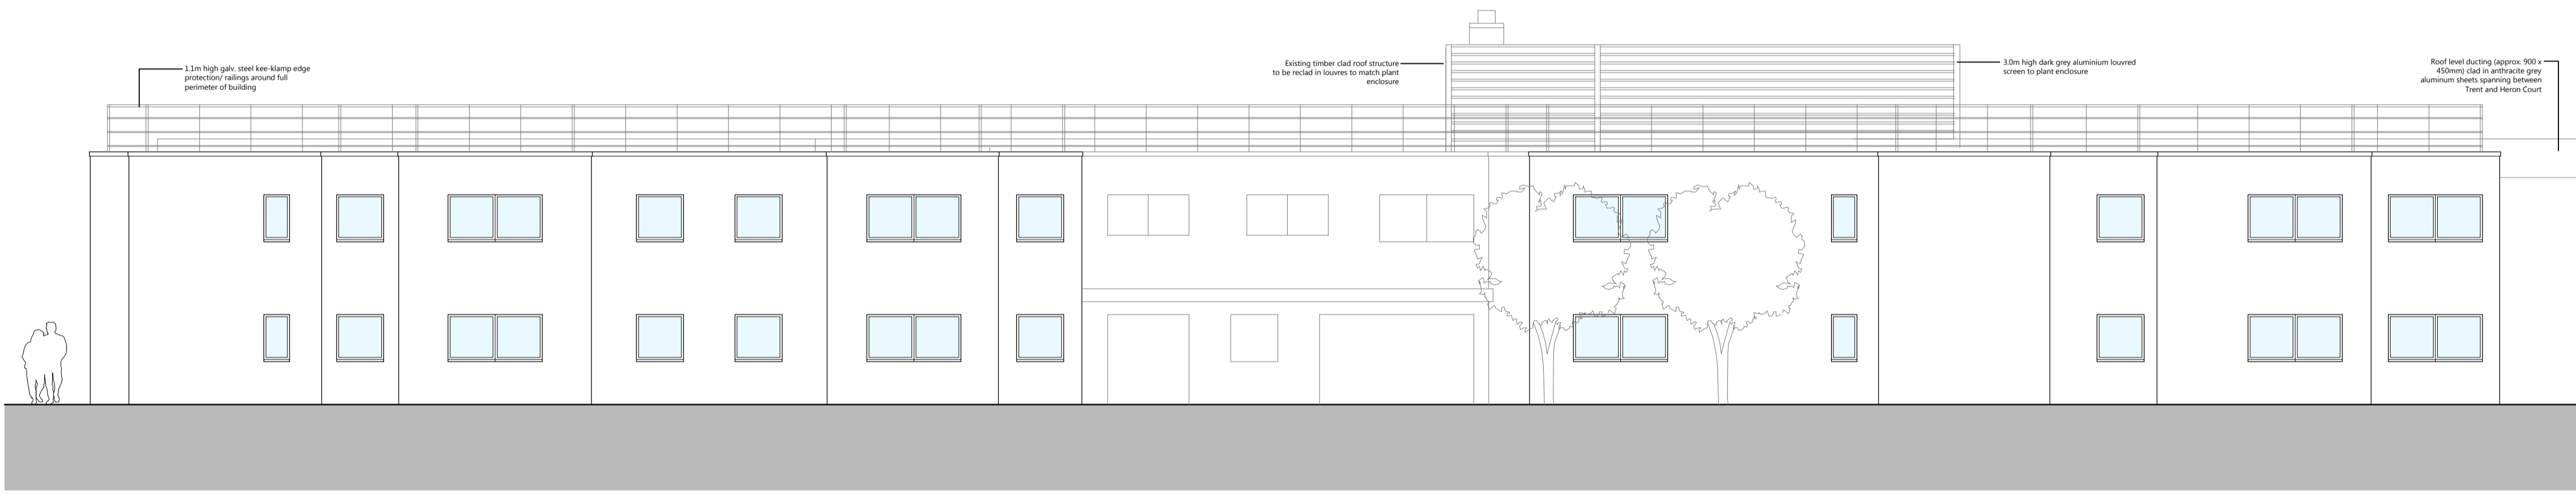 1.1m high galv. steel kee-klamp edge
protection/ railings around full
perimeter of building
Existing timber clad roof structure
to be reclad in louvres to match plant
enclosure
3.0m high dark grey aluminium louvred
screen to plant enclosure
Roof level ducting (approx. 900 x
450mm) clad in anthracite grey
aluminum sheets spanning between
Trent and Heron Court